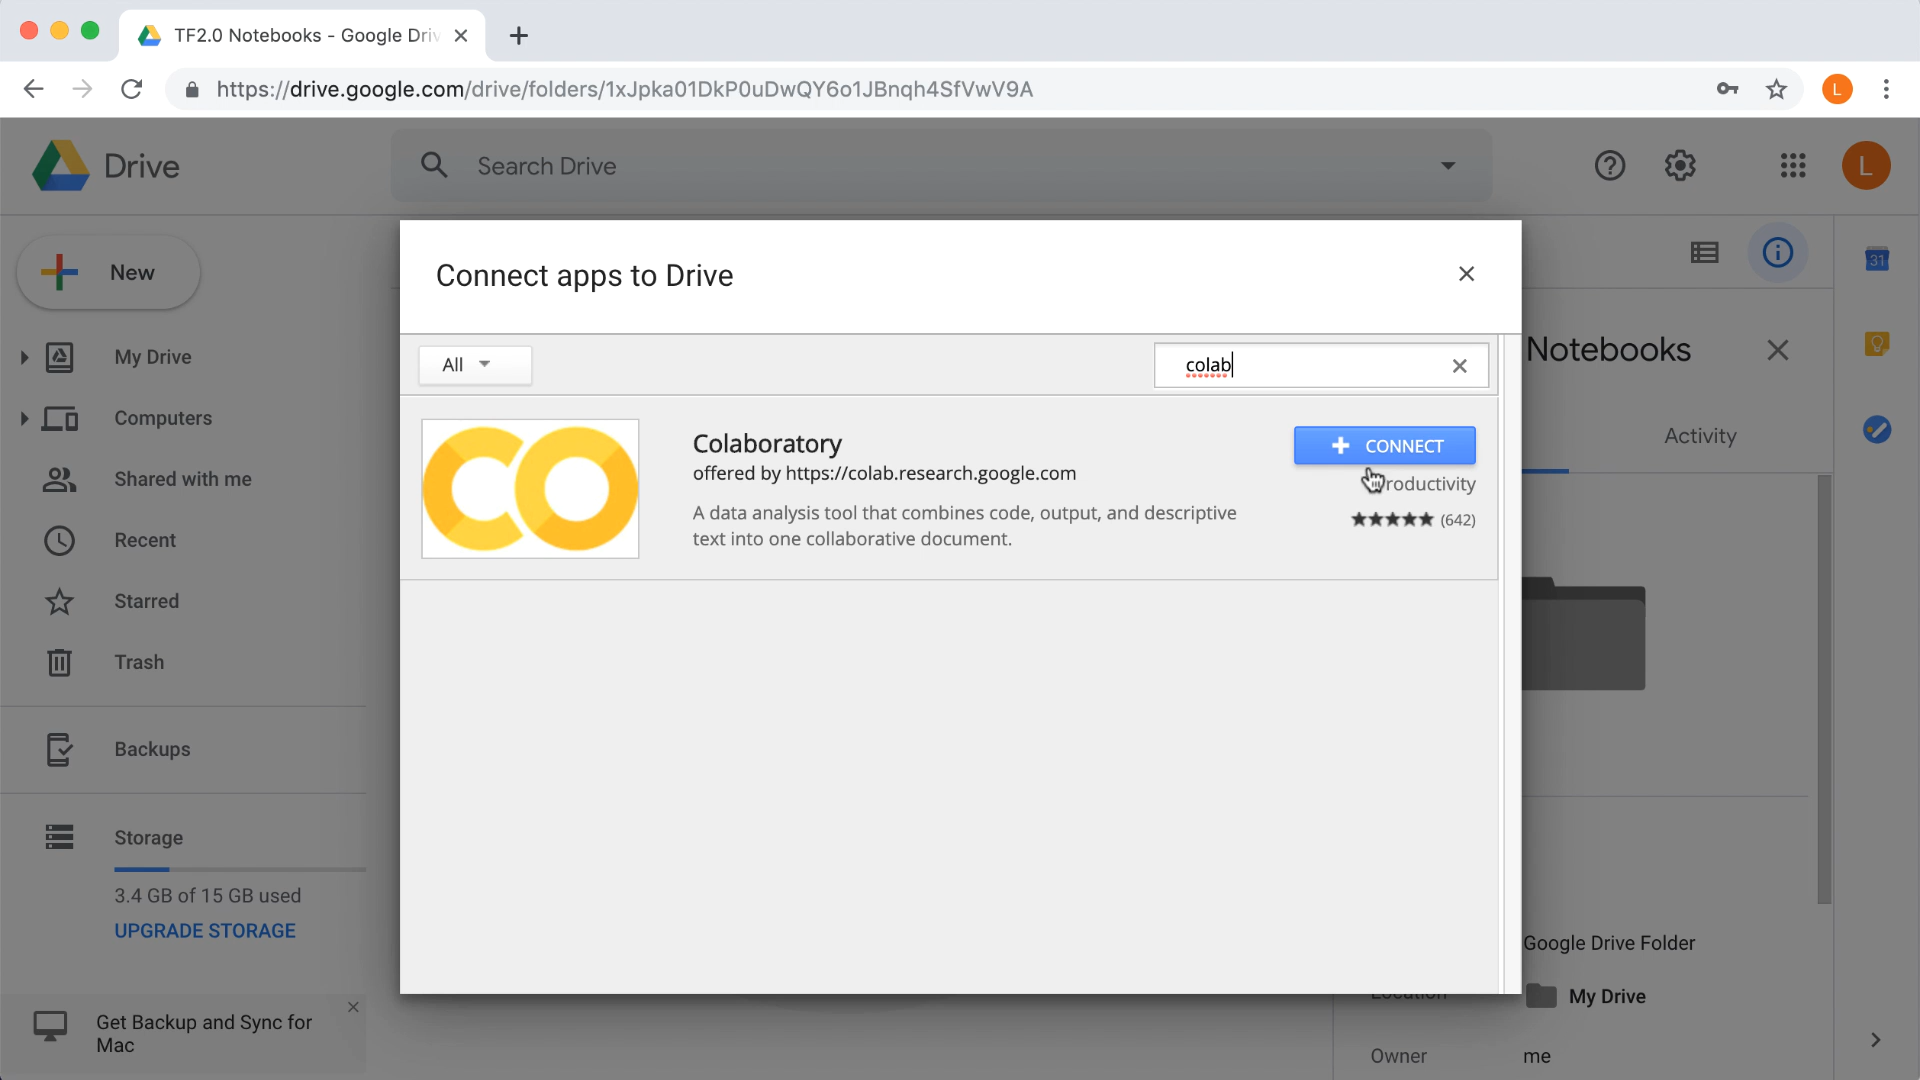 TF2.0 Notebooks - Google Driv
https://drive.google.com/drive/folders/1xJpka01DkP0uDwQY6o1JBnqh4SfVwV9A
L
Drive
Search Drive
L
New
My Drive
Computers
Shared with me
Recent
Starred
Trash
Backups
Storage
3.4 GB of 15 GB used
UPGRADE STORAGE
Get Backup and Sync for
Mac
Connect apps to Drive
All
colab
CO
Colaboratory
offered by https://colab.research.google.com
A data analysis tool that combines code, output, and descriptive
text into one collaborative document.
CONNECT
roductivity
(642)
Notebooks
Activity
Google Drive Folder
Location
My Drive
Owner
me
31